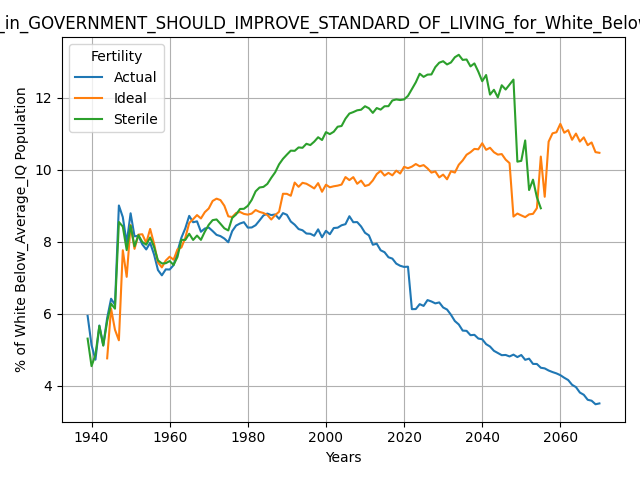 _in_GOVERNMENT_SHOULD_IMPROVE_STANDARD_OF_LIVING_for_White_Below
Fertility
Actual
Ideal
Sterile
% of White Below_Average_IQ Population
12
10
8
6
4
1940 1960 1980 2000 2020 2040 2060
Years